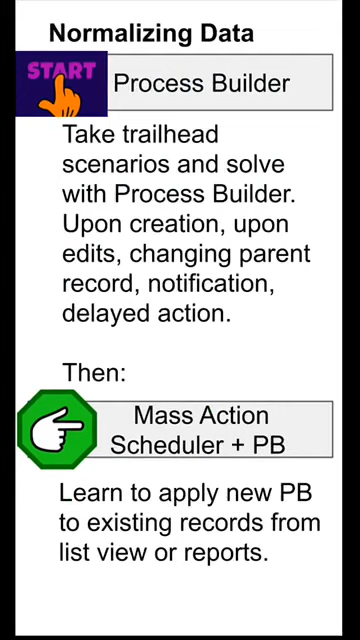 Normalizing Data
START
Process Builder
Take trailhead
scenarios and solve
with Process Builder.
Upon creation, upon
edits, changing parent
record, notification,
delayed action.
Then:
Mass Action
Scheduler + PB
Learn to apply new PB
to existing records from
list view or reports.